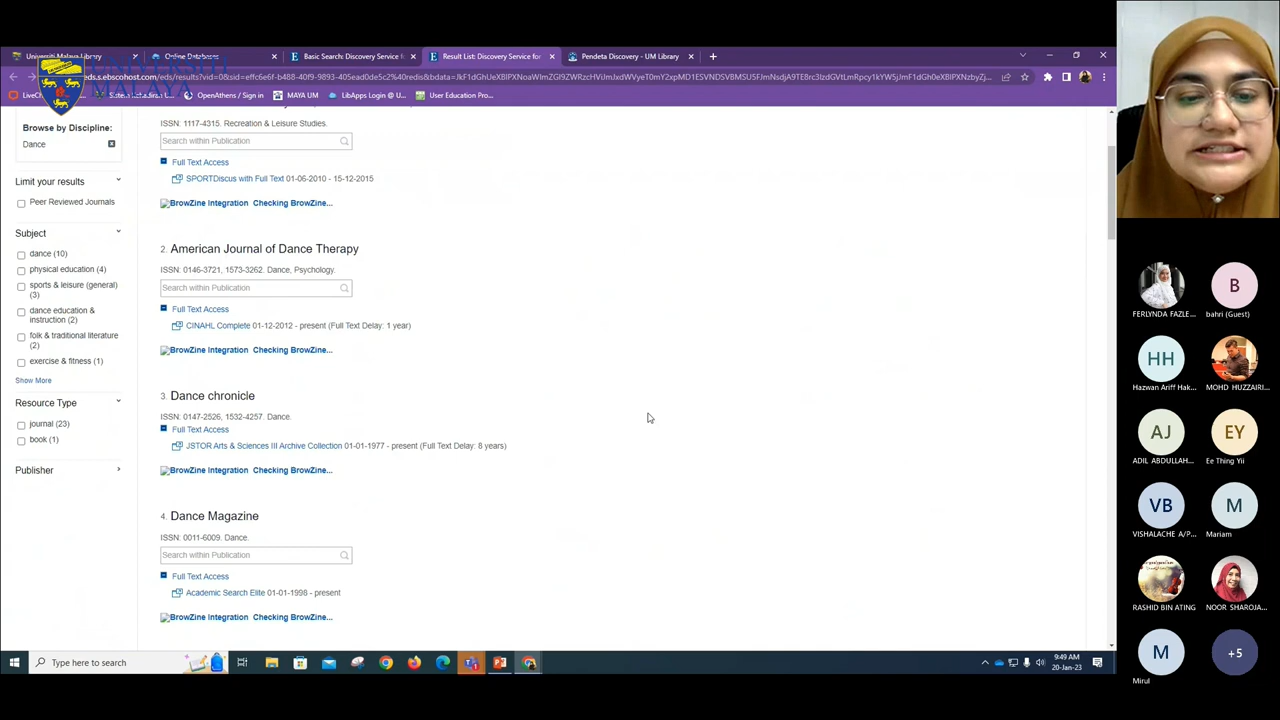 Universiti Malaya Library
Online Databases
Basic Search: Discovery Service f
Result List: Discovery Service for
Pendeta Discovery - UM Library
UNIVERSITI
MALAYA
LiveCh
OpenAthens / Sign in
MAYA UM
LibApps Login @ U...
User Education Pro...
Browse by Discipline:
Dance
Limit your results
Peer Reviewed Journals
Subject
dance (10)
physical education (4)
sports & leisure (general)
(3)
dance education &
instruction (2)
folk & traditional literature
(2)
exercise & fitness (1)
Show More
Resource Type
journal (23)
book (1)
Publisher
ISSN: 1117-4315. Recreation & Leisure Studies.
Search within Publication
Full Text Access
SPORTDiscus with Full Text 01-06-2010 - 15-12-2015
BrowZine Integration Checking BrowZine...
2. American Journal of Dance Therapy
ISSN: 0146-3721, 1573-3262. Dance, Psychology.
Search within Publication
Full Text Access
CINAHL Complete 01-12-2012 - present (Full Text Delay: 1 year)
BrowZine Integration Checking BrowZine...
3. Dance chronicle
ISSN: 0147-2526, 1532-4257. Dance.
Full Text Access
JSTOR Arts & Sciences III Archive Collection 01-01-1977 - present (Full Text Delay: 8 years)
BrowZine Integration Checking BrowZine...
4. Dance Magazine
ISSN: 0011-6009. Dance.
Search within Publication
Full Text Access
Academic Search Elite 01-01-1998 - present
BrowZine Integration Checking BrowZine...
Type here to search
9:49 AM
20-Jan-23
B
FERLYNDA FAZLE...
bahri (Guest)
HH
Hazwan Ariff Hak...
MOHD HUZZAIRI...
AJ
EY
ADIL ABDULLAH...
Ee Thing Yii
VB
M
VISHALACHE A/P...
Mariam
RASHID BIN ATING
NOOR SHAROJA...
M
+5
Mirul